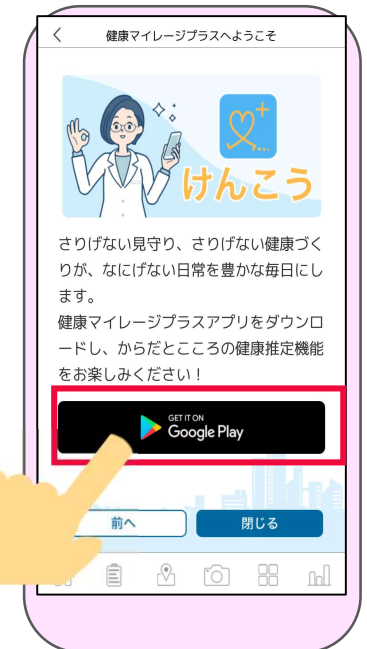 健康マイレージプラスへようこそ
けんこう
さりげない見守り、さりげない健康づく
りが、なにげない日常を豊かな毎日にし
ます。
健康マイレージプラスアプリをダウンロ
ードし、からだとこころの健康推定機能
をお楽しみください！
GET IT ON
Google Play
前へ
閉じる